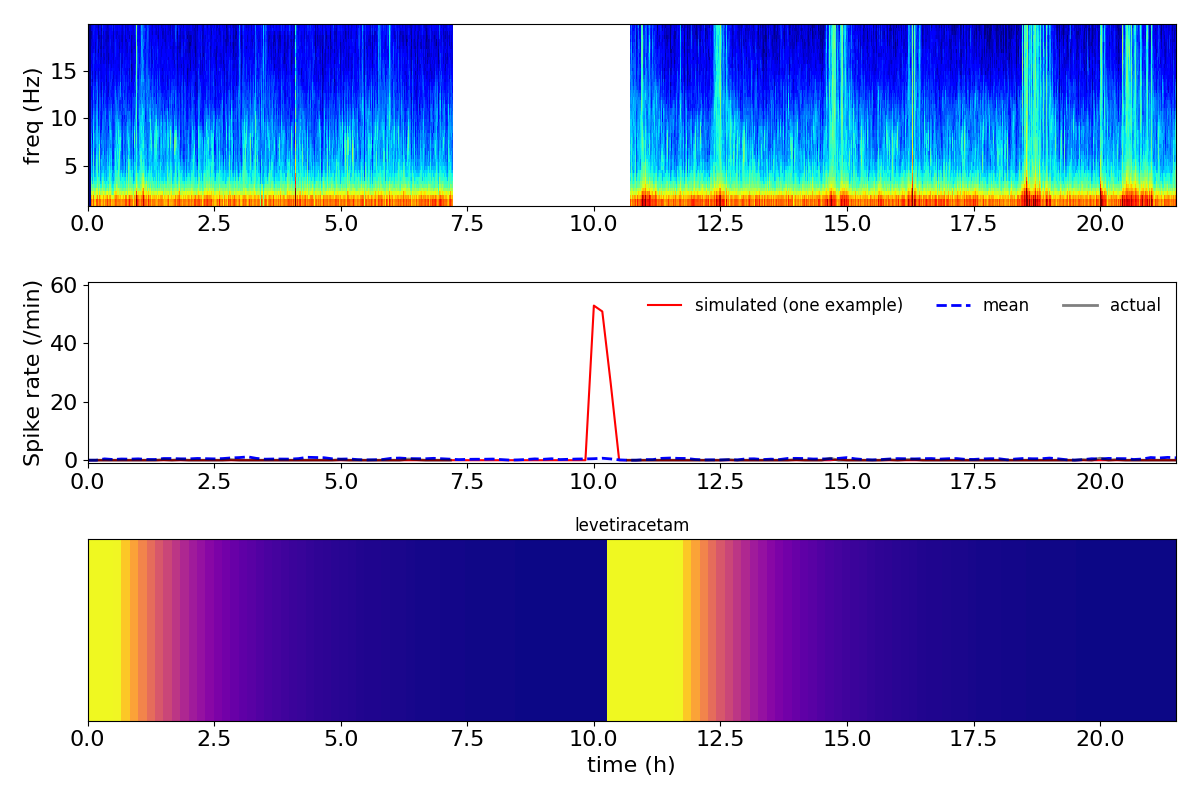 freq (Hz)
15
10
5
0.0 2.5 5.0 7.5 10.0 12.5 15.0 17.5 20.0
Spike rate (/min)
60
40
20
0
simulated (one example) mean actual
0.0 2.5 5.0 7.5 10.0 12.5 15.0 17.5 20.0
levetiracetam
0.0 2.5 5.0 7.5 10.0 12.5 15.0 17.5 20.0
time (h)